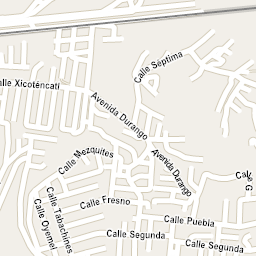 Calle Séptima
alle Xicoténcatl
Avenida Durango
Calle Mezquites
Avenida Durango
Calle
G
Calle Tabachines
Calle Oyamel
Calle Fresno
Calle Puebla
Calle Segunda
Calle Segunda